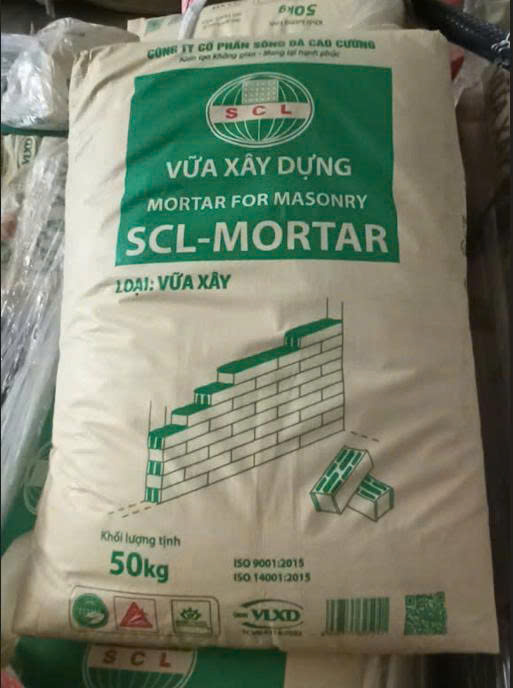 50kg
CÔNG TY CỔ PHẦN SÔNG ĐÀ CAO CƯỜNG
SCL
VỮA XÂY DỰNG
MORTAR FOR MASONRY
SCL-MORTAR
LOẠI: VỮA XÂY
Khối lượng tịnh
50kg
ISO 9001:2015
ISO 14001:2015
VLXD
SCL